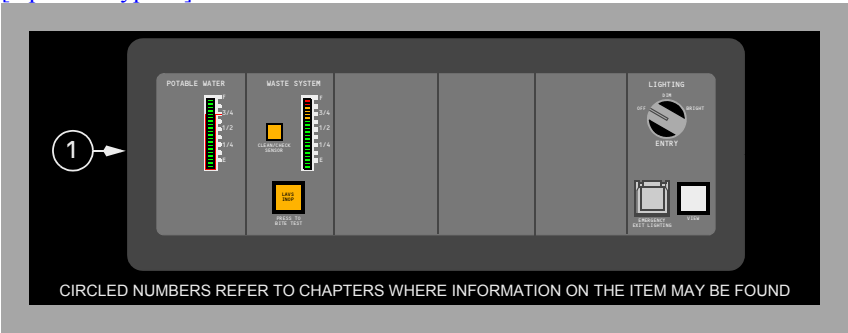 POTABLE WATER
F
3/4
1/2
1/4
E
WASTE SYSTEM
F
3/4
1/2
1/4
E
CLEAN/CHECK
SENSOR
LAVS
INOP
PRESS TO
BITE TEST
LIGHTING
DIM
OFF
BRIGHT
ENTRY
EMERGENCY
EXIT LIGHTING
VIEW
1
CIRCLED NUMBERS REFER TO CHAPTERS WHERE INFORMATION ON THE ITEM MAY BE FOUND